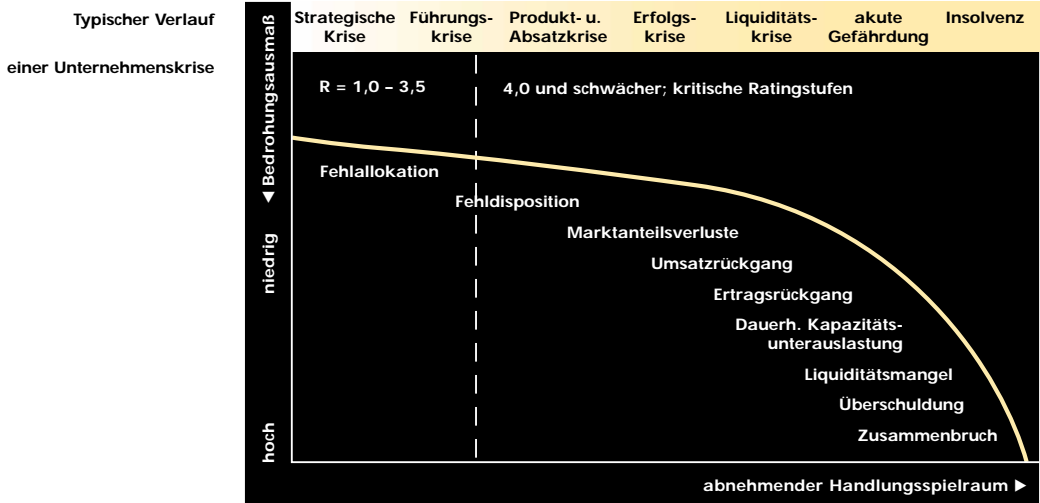 Typischer Verlauf
einer Unternehmenskrise
Strategische Krise
Führungs-krise
Produkt- u. Absatzkrise
Erfolgs-krise
Liquiditäts-krise
akute Gefährdung
Insolvenz
◀ Bedrohungsausmaß
niedrig
hoch
R = 1,0 – 3,5
4,0 und schwächer; kritische Ratingstufen
Fehlallokation
Fehldisposition
Marktanteilsverluste
Umsatzrückgang
Ertragsrückgang
Dauerh. Kapazitäts-
unterauslastung
Liquiditätsmangel
Überschuldung
Zusammenbruch
abnehmender Handlungsspielraum ▶